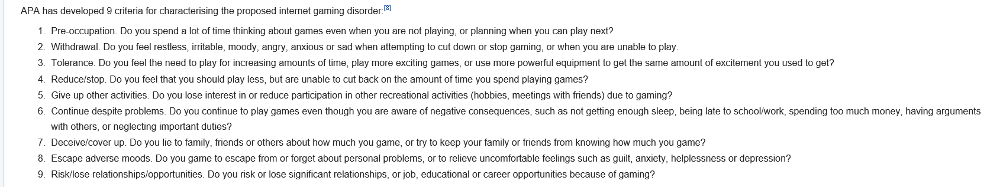 APA has developed 9 criteria for characterising the proposed internet gaming disorder:[8]
1. Pre-occupation. Do you spend a lot of time thinking about games even when you are not playing, or planning when you can play next?
2. Withdrawal. Do you feel restless, irritable, moody, angry, anxious or sad when attempting to cut down or stop gaming, or when you are unable to play.
3. Tolerance. Do you feel the need to play for increasing amounts of time, play more exciting games, or use more powerful equipment to get the same amount of excitement you used to get?
4. Reduce/stop. Do you feel that you should play less, but are unable to cut back on the amount of time you spend playing games?
5. Give up other activities. Do you lose interest in or reduce participation in other recreational activities (hobbies, meetings with friends) due to gaming?
6. Continue despite problems. Do you continue to play games even though you are aware of negative consequences, such as not getting enough sleep, being late to school/work, spending too much money, having arguments
with others, or neglecting important duties?
7. Deceive/cover up. Do you lie to family, friends or others about how much you game, or try to keep your family or friends from knowing how much you game?
8. Escape adverse moods. Do you game to escape from or forget about personal problems, or to relieve uncomfortable feelings such as guilt, anxiety, helplessness or depression?
9. Risk/lose relationships/opportunities. Do you risk or lose significant relationships, or job, educational or career opportunities because of gaming?